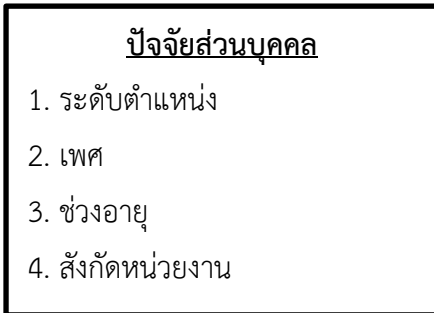 ปัจจัยส่วนบุคคล
1. ระดับตำแหน่ง
2. เพศ
3. ช่วงอายุ
4. สังกัดหน่วยงาน